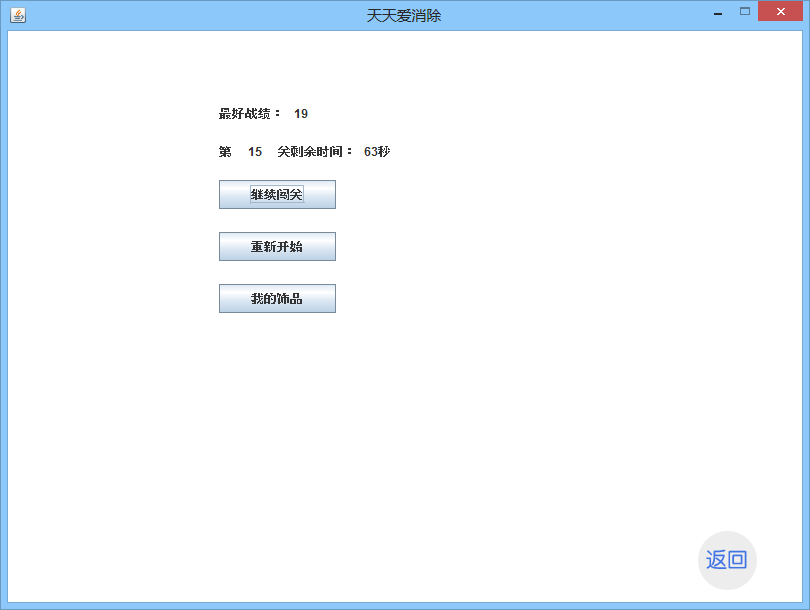 天天爱消除
最好战绩： 19
第 15 关剩余时间： 63秒
继续闯关
重新开始
我的饰品
返回